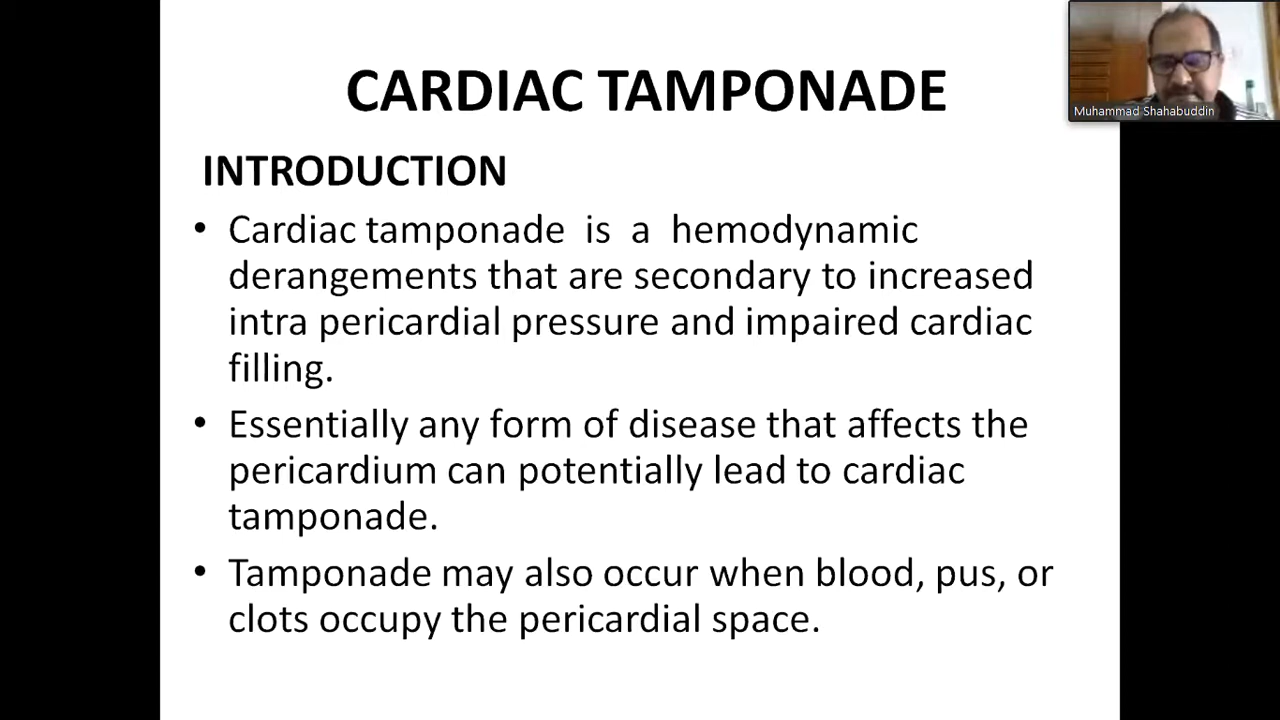 CARDIAC TAMPONADE
Muhammad Shahabuddin
INTRODUCTION
• Cardiac tamponade is a hemodynamic
derangements that are secondary to increased
intra pericardial pressure and impaired cardiac
filling.
• Essentially any form of disease that affects the
pericardium can potentially lead to cardiac
tamponade.
• Tamponade may also occur when blood, pus, or
clots occupy the pericardial space.